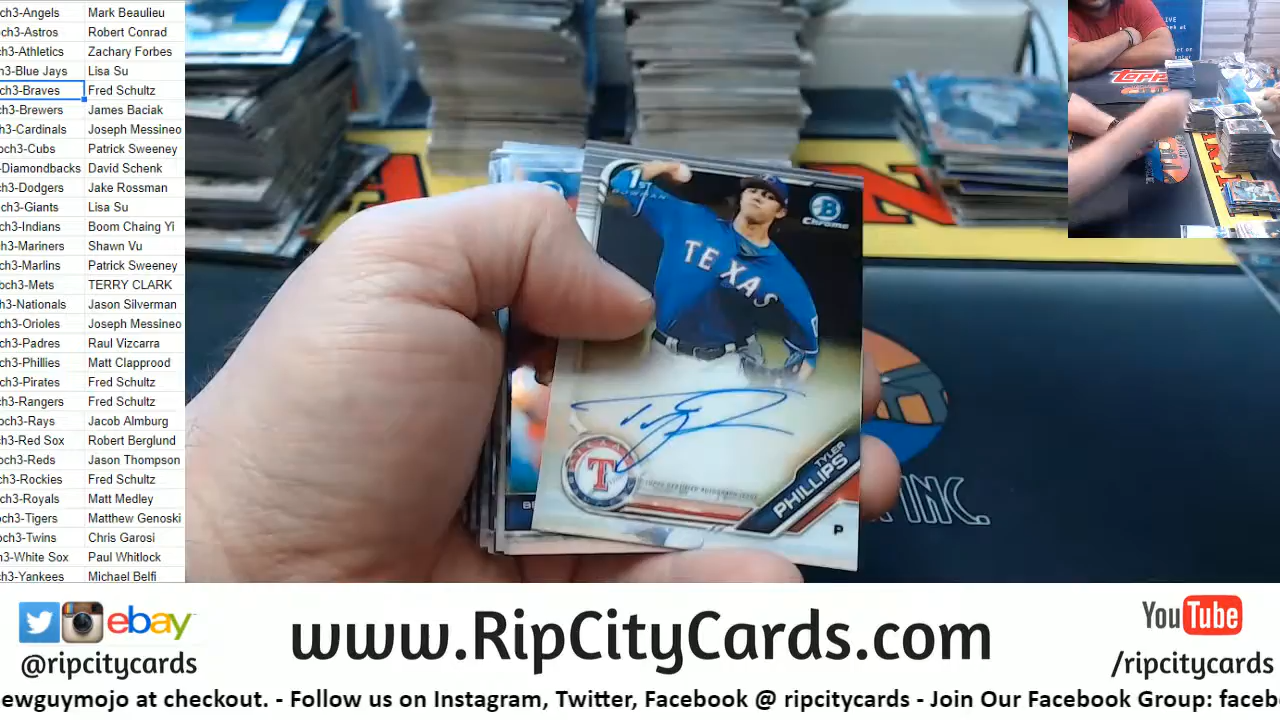 ch3-Angels Mark Beaulieu
och3-Astros Robert Conrad
ch3-Athletics Zachary Forbes
h3-Blue Jays Lisa Su
ch3-Braves Fred Schultz
ch3-Brewers James Baciak
ch3-Cardinals Joseph Messineo
och3-Cubs Patrick Sweeney
-Diamondbacks David Schenk
ch3-Dodgers Jake Rossman
ch3-Giants Lisa Su
ch3-Indians Boom Chaing Yi
ch3-Mariners Shawn Vu
ch3-Marlins Patrick Sweeney
och3-Mets TERRY CLARK
ch3-Nationals Jason Silverman
ch3-Orioles Joseph Messineo
ch3-Padres Raul Vizcarra
ch3-Phillies Matt Clapprood
ch3-Pirates Fred Schultz
ch3-Rangers Fred Schultz
och3-Rays Jacob Almburg
ch3-Red Sox Robert Berglund
och3-Reds Jason Thompson
ch3-Rockies Fred Schultz
ch3-Royals Matt Medley
ch3-Tigers Matthew Genoski
ch3-Twins Chris Garosi
h3-White Sox Paul Whitlock
ch3-Yankees Michael Belfi
1ST
BOWMAN
B
Chrome
TEXAS
T
TYLER
PHILLIPS
P
INC.
TOPPS
ebay
@ripcitycards
www.RipCityCards.com
YouTube
/ripcitycards
ewguymojo at checkout. - Follow us on Instagram, Twitter, Facebook @ ripcitycards - Join Our Facebook Group: faceb